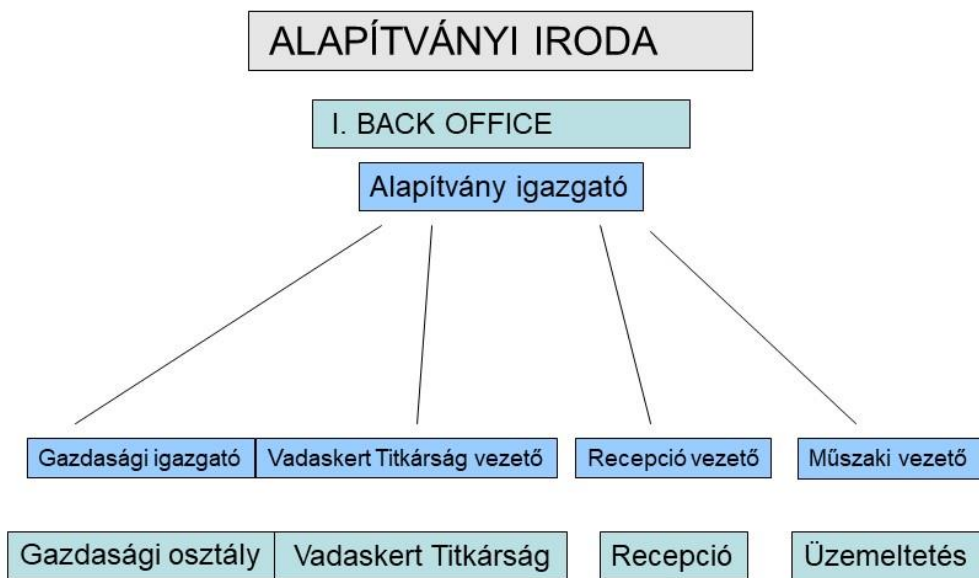 ALAPÍTVÁNYI IRODA
I. BACK OFFICE
Alapítvány igazgató
Gazdasági igazgató
Vadaskert Titkárság vezető
Recepció vezető
Műszaki vezető
Gazdasági osztály
Vadaskert Titkárság
Recepció
Üzemeltetés